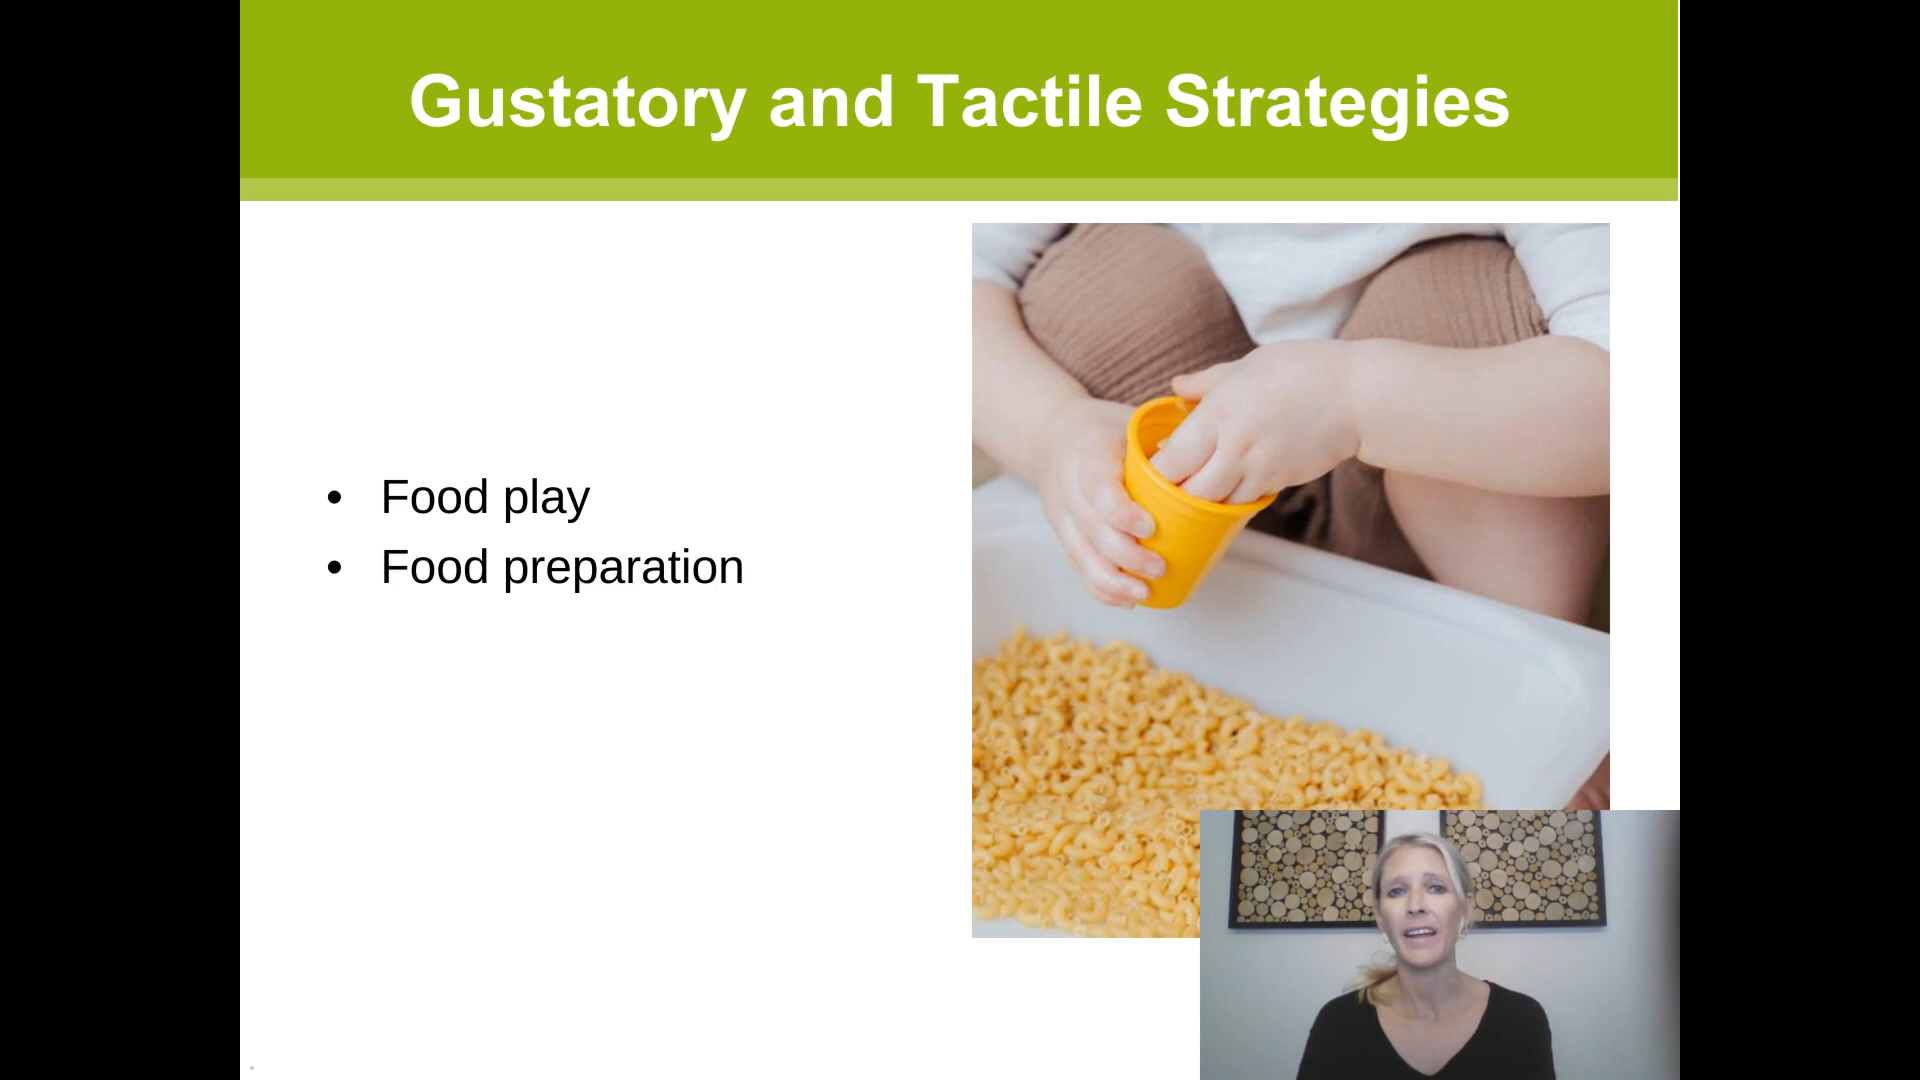 Gustatory and Tactile Strategies
• Food play
• Food preparation